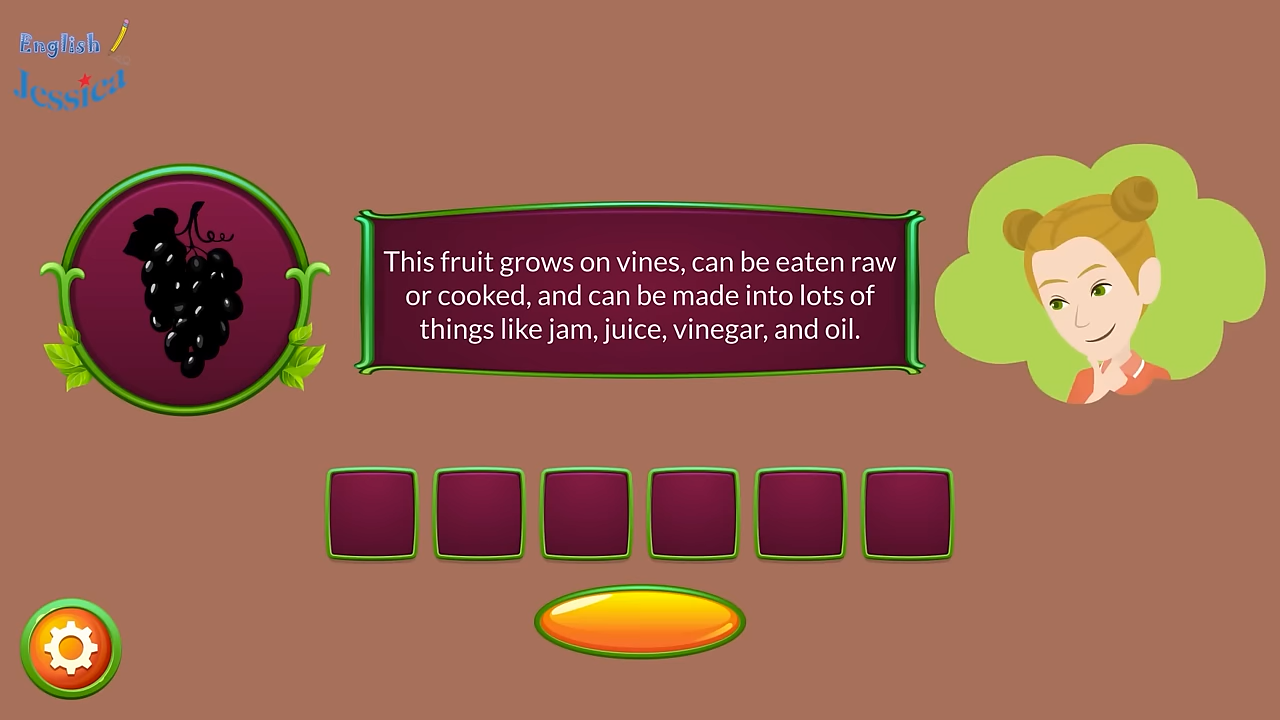 English
Jessica
This fruit grows on vines, can be eaten raw
or cooked, and can be made into lots of
things like jam, juice, vinegar, and oil.